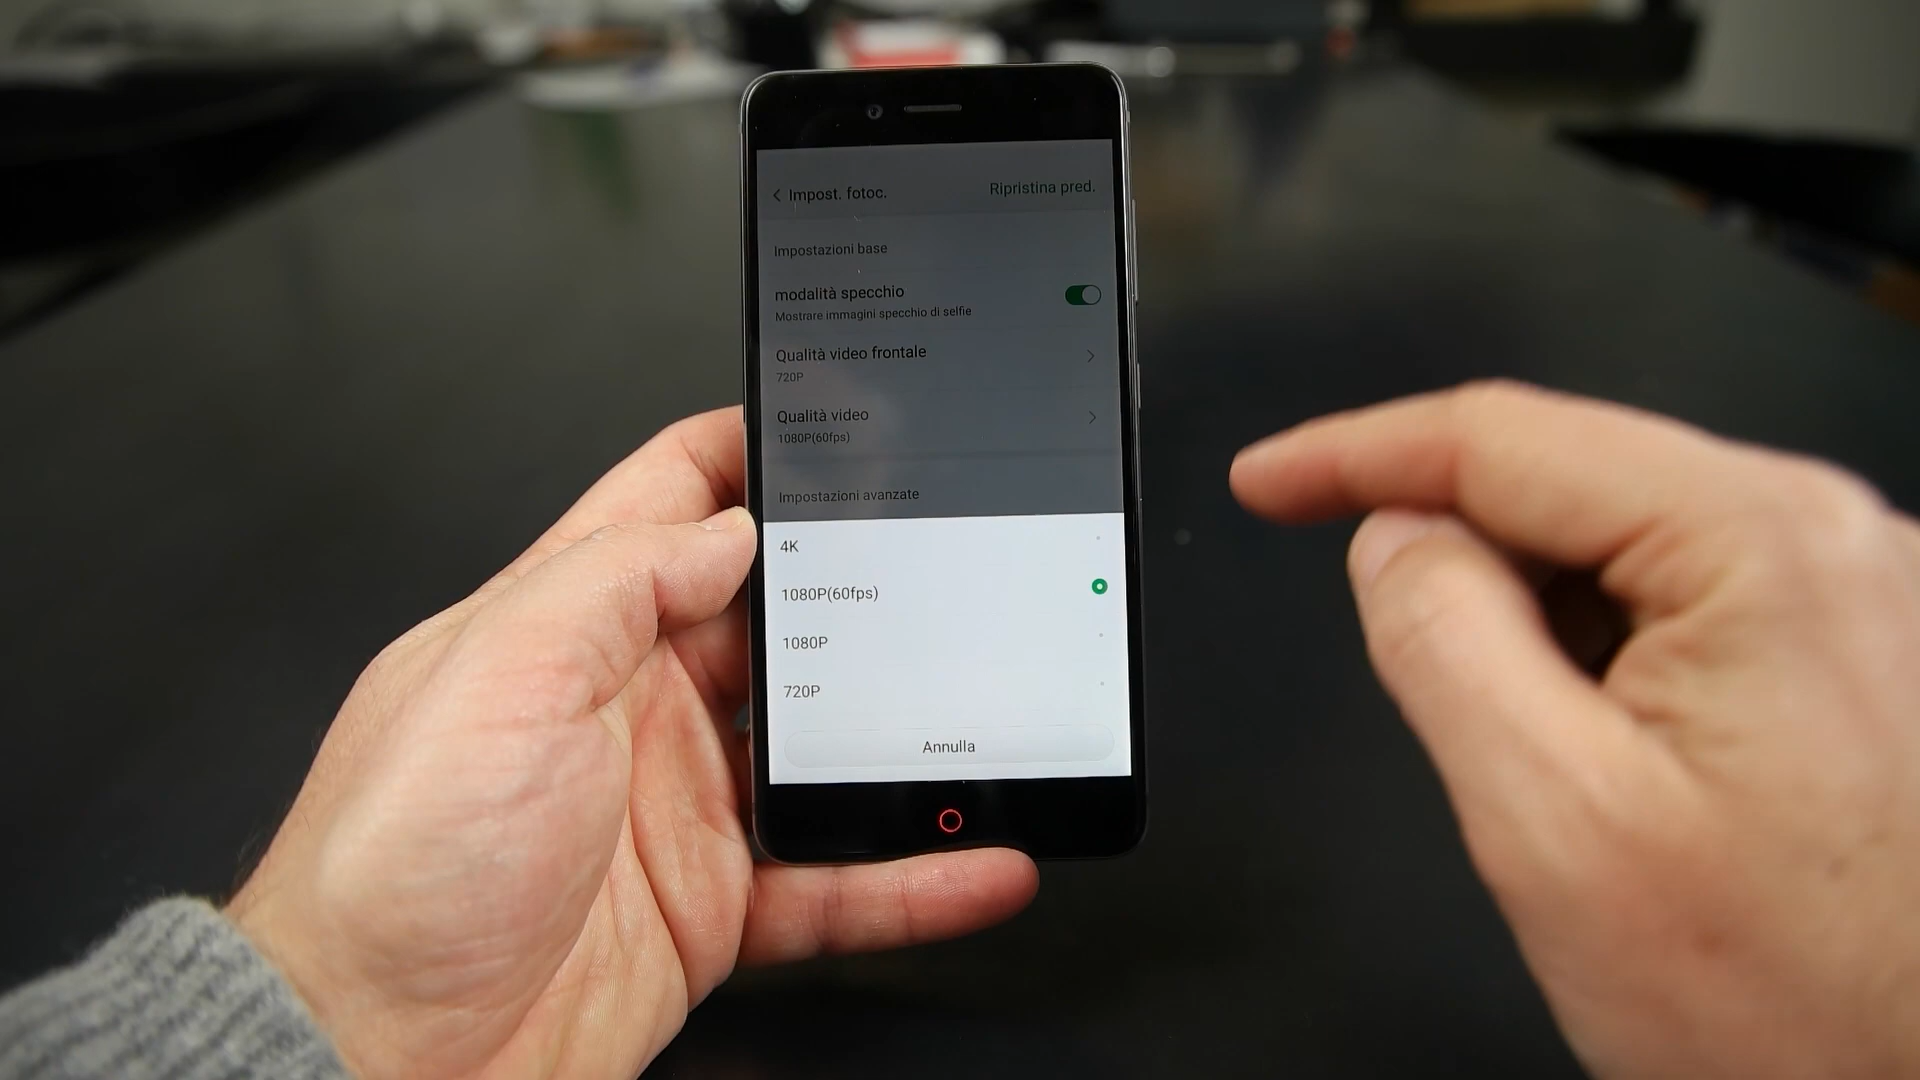 Impost. fotoc.
Ripristina pred.
Impostazioni base
modalità specchio
Mostrare immagini specchio di selfie
Qualità video frontale
720P
Qualità video
1080P(60fps)
Impostazioni avanzate
4K
1080P(60fps)
1080P
720P
Annulla